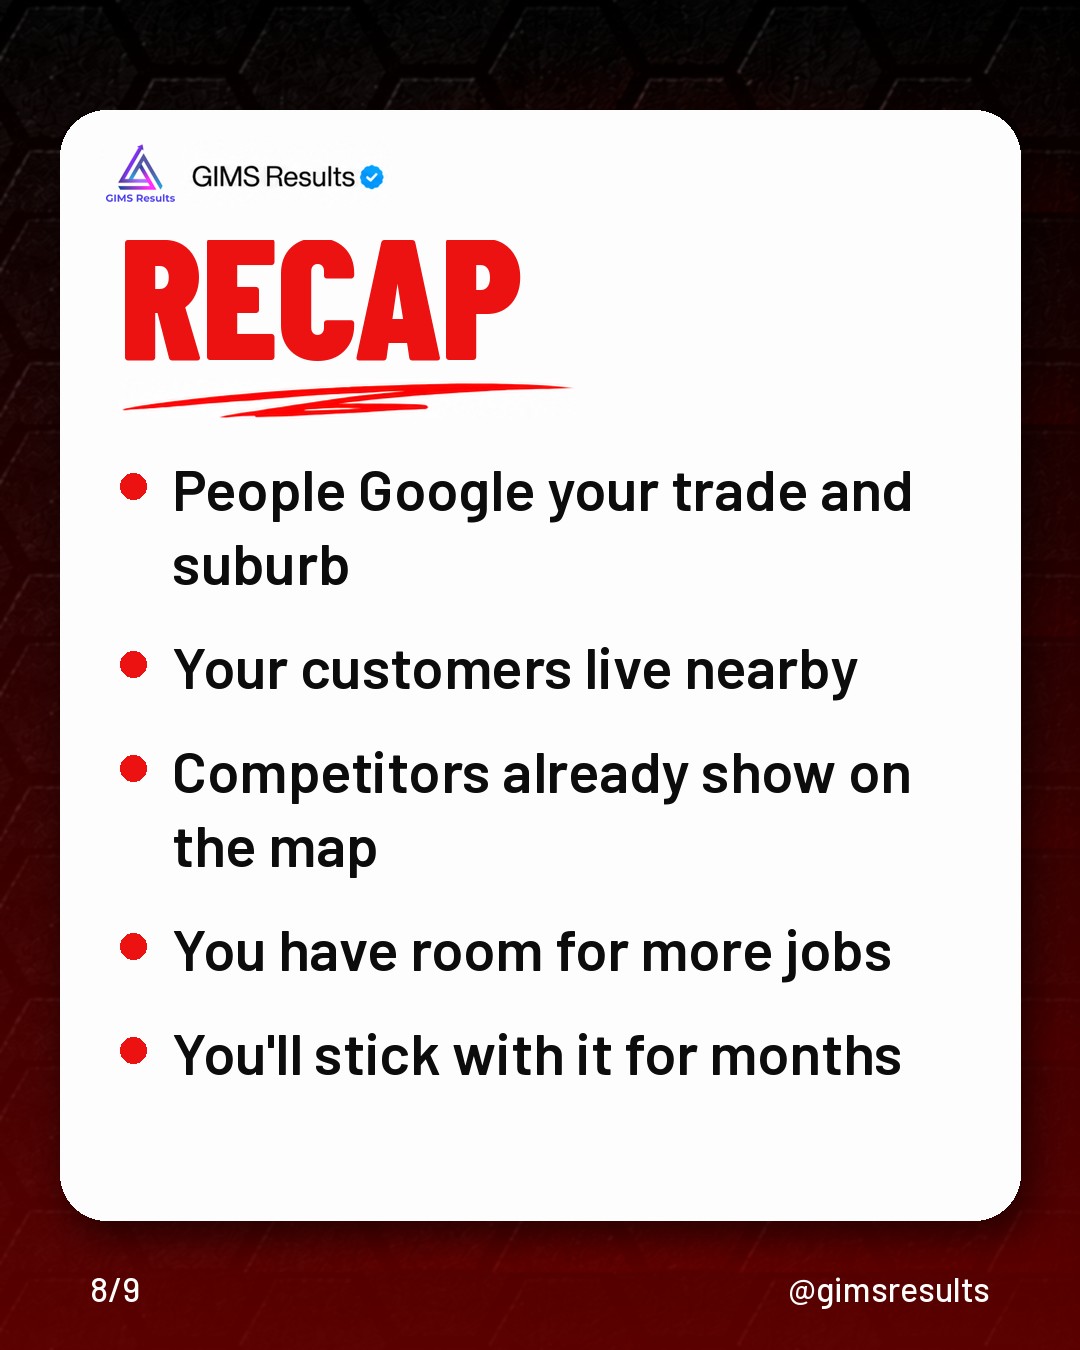 GIMS Results
GIMS Results
RECAP
People Google your trade and
suburb
Your customers live nearby
Competitors already show on
the map
You have room for more jobs
You'll stick with it for months
8/9
@gimsresults